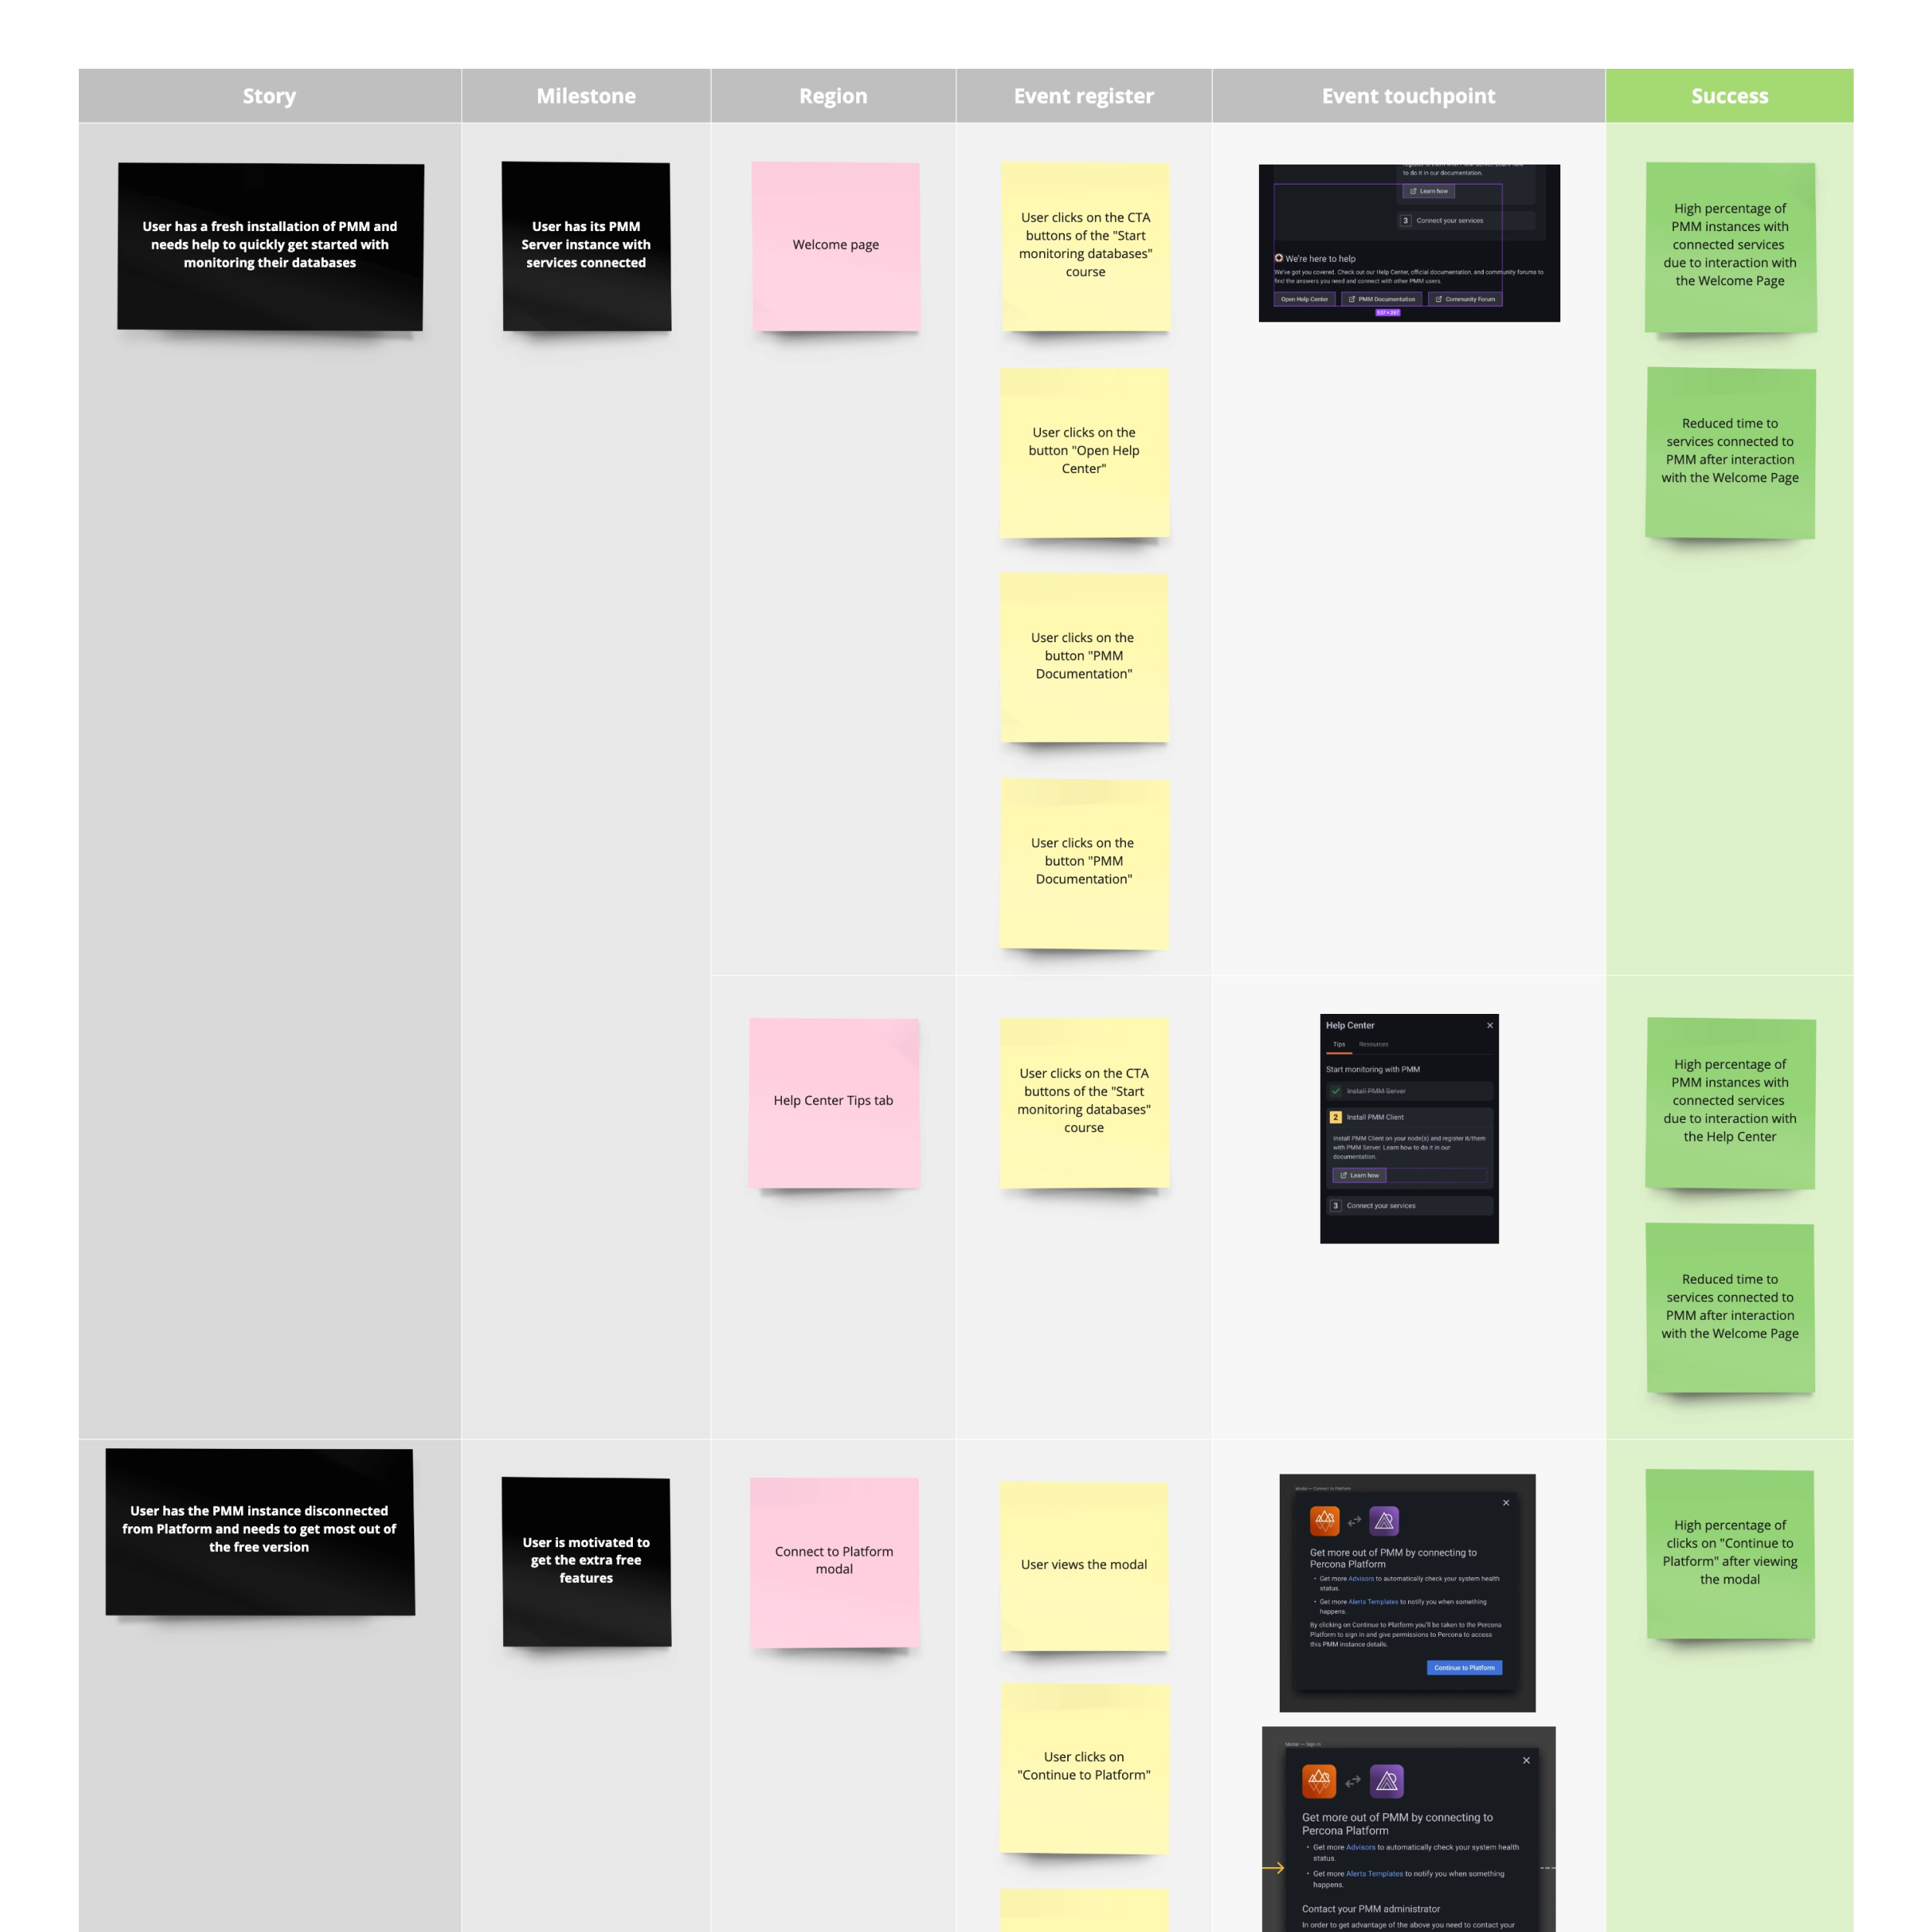 Story
Milestone
Region
Event register
Event touchpoint
Success
User has a fresh installation of PMM and
needs help to quickly get started with
monitoring their databases
User has its PMM
Server instance with
services connected
Welcome page
User clicks on the CTA
buttons of the "Start
monitoring databases"
course
User clicks on the
button "Open Help
Center"
User clicks on the
button "PMM
Documentation"
User clicks on the
button "PMM
Documentation"
to do it in our documentation.
Learn how
3 Connect your services
We're here to help
We've got you covered. Check out our Help Center, official documentation, and community forums to
find the answers you need and connect with other PMM users.
Open Help Center
PMM Documentation
Community Forum
High percentage of
PMM instances with
connected services
due to interaction with
the Welcome Page
Reduced time to
services connected to
PMM after interaction
with the Welcome Page
Help Center Tips tab
User clicks on the CTA
buttons of the "Start
monitoring databases"
course
Help Center
Tips
Resources
Start monitoring with PMM
Install PMM Server
2 Install PMM Client
Install PMM Client on your node(s) and register it/them
with PMM Server. Learn how to do it in our
documentation.
Learn how
3 Connect your services
High percentage of
PMM instances with
connected services
due to interaction with
the Help Center
Reduced time to
services connected to
PMM after interaction
with the Welcome Page
User has the PMM instance disconnected
from Platform and needs to get most out of
the free version
User is motivated to
get the extra free
features
Connect to Platform
modal
User views the modal
User clicks on
"Continue to Platform"
Modal — Connect to Platform
Get more out of PMM by connecting to
Percona Platform
• Get more Advisors to automatically check your system health
status.
• Get more Alerts Templates to notify you when something
happens.
By clicking on Continue to Platform you'll be taken to the Percona
Platform to sign in and give permissions to Percona to access
this PMM instance details.
Continue to Platform
Modal — Sign in
Get more out of PMM by connecting to
Percona Platform
• Get more Advisors to automatically check your system health
status.
• Get more Alerts Templates to notify you when something
happens.
Contact your PMM administrator
In order to get advantage of the above you need to contact your
High percentage of
clicks on "Continue to
Platform" after viewing
the modal